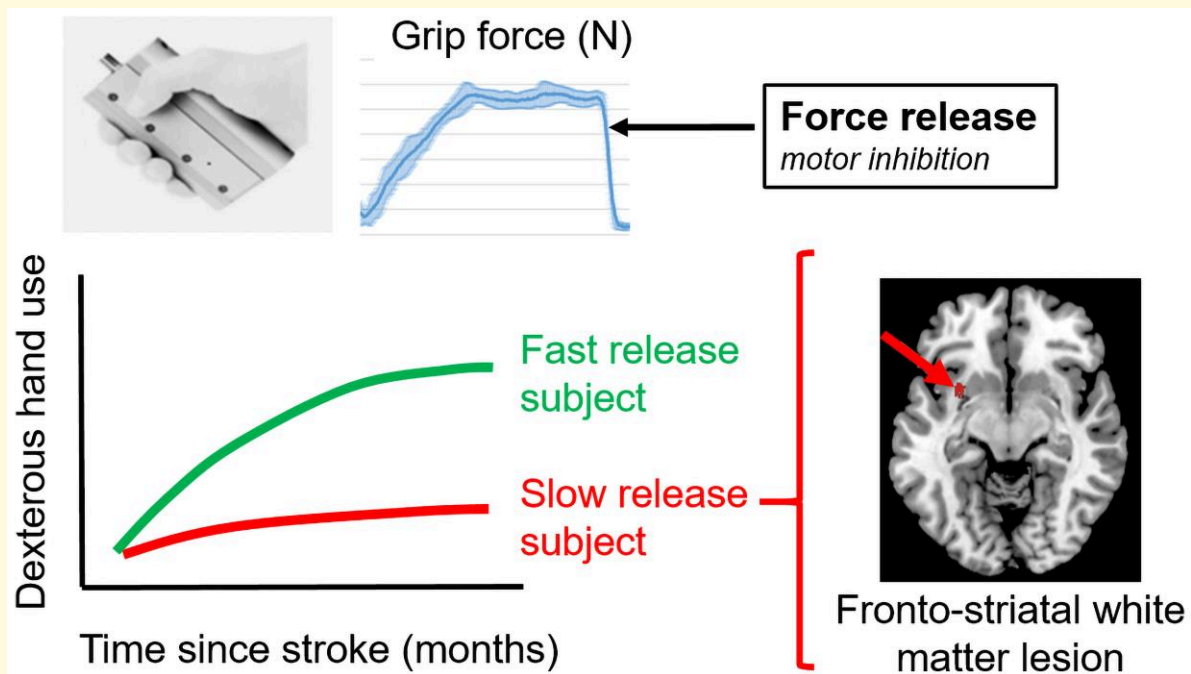 Grip force (N)
Force release
motor inhibition
Dexterous hand use
Fast release
subject
Slow release
subject
Time since stroke (months)
Fronto-striatal white
matter lesion